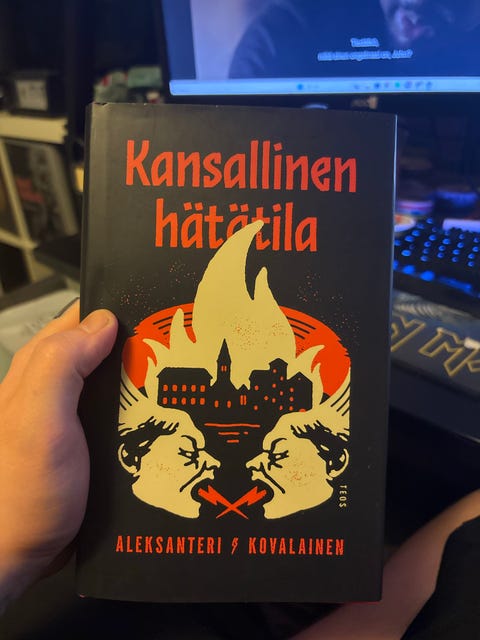 Kansallinen
hätätila
TEOS
ALEKSANTERI KOVALAINEN